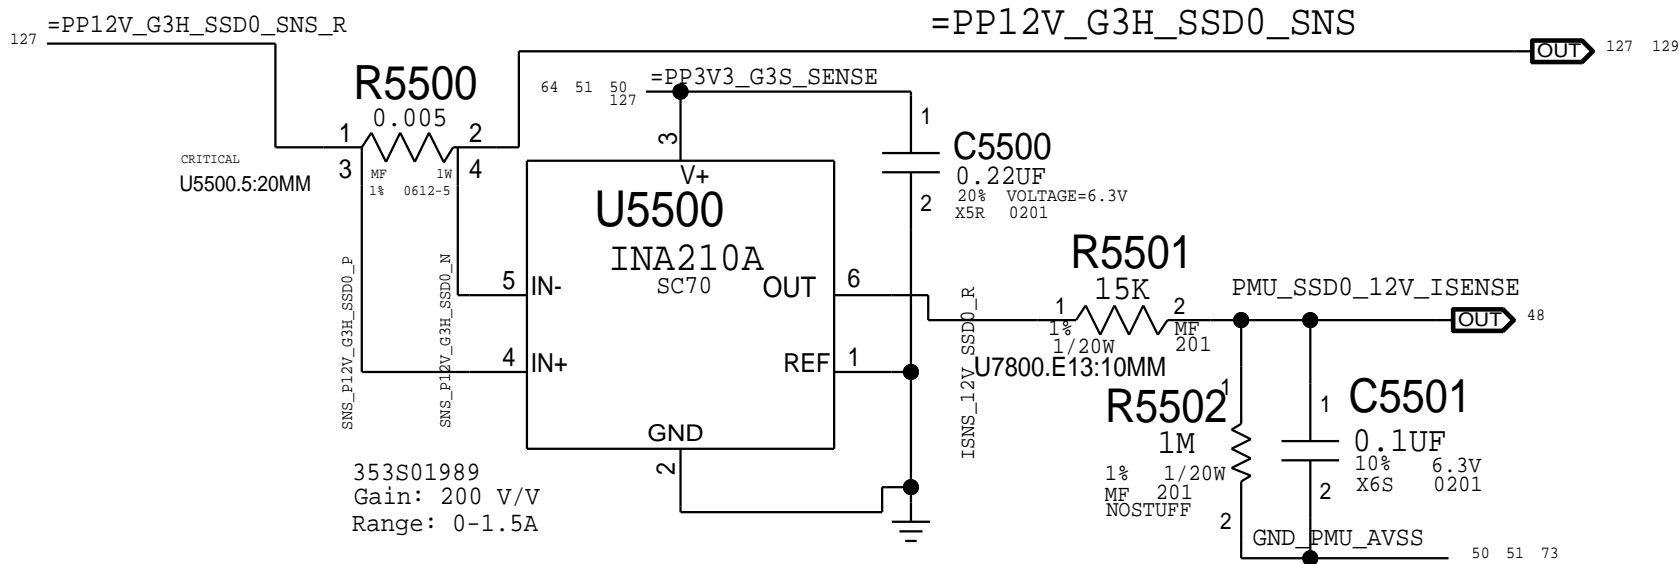 =PP12V_G3H_SSD0_SNS_R
127
=PP12V_G3H_SSD0_SNS
OUT 127 129
R5500
0.005
1 2
3 4
MF 1W
1% 0612-5
CRITICAL
U5500.5:20MM
64 51 50
127
=PP3V3_G3S_SENSE
3
V+
U5500
INA210A
SC70
5 IN-
OUT 6
4 IN+
REF 1
GND
2
SNS_P12V_G3H_SSD0_P
SNS_P12V_G3H_SSD0_N
353S01989
Gain: 200 V/V
Range: 0-1.5A
1
C5500
0.22UF
20% VOLTAGE=6.3V
2 X5R 0201
ISNS_12V_SSD0_R
R5501
15K
1 2
1% MF
1/20W 201
U7800.E13:10MM
PMU_SSD0_12V_ISENSE
OUT 48
1
R5502
1M
1% 1/20W
MF 201
NOSTUFF
2
1 C5501
0.1UF
10% 6.3V
X6S 0201
2
GND_PMU_AVSS
50 51 73